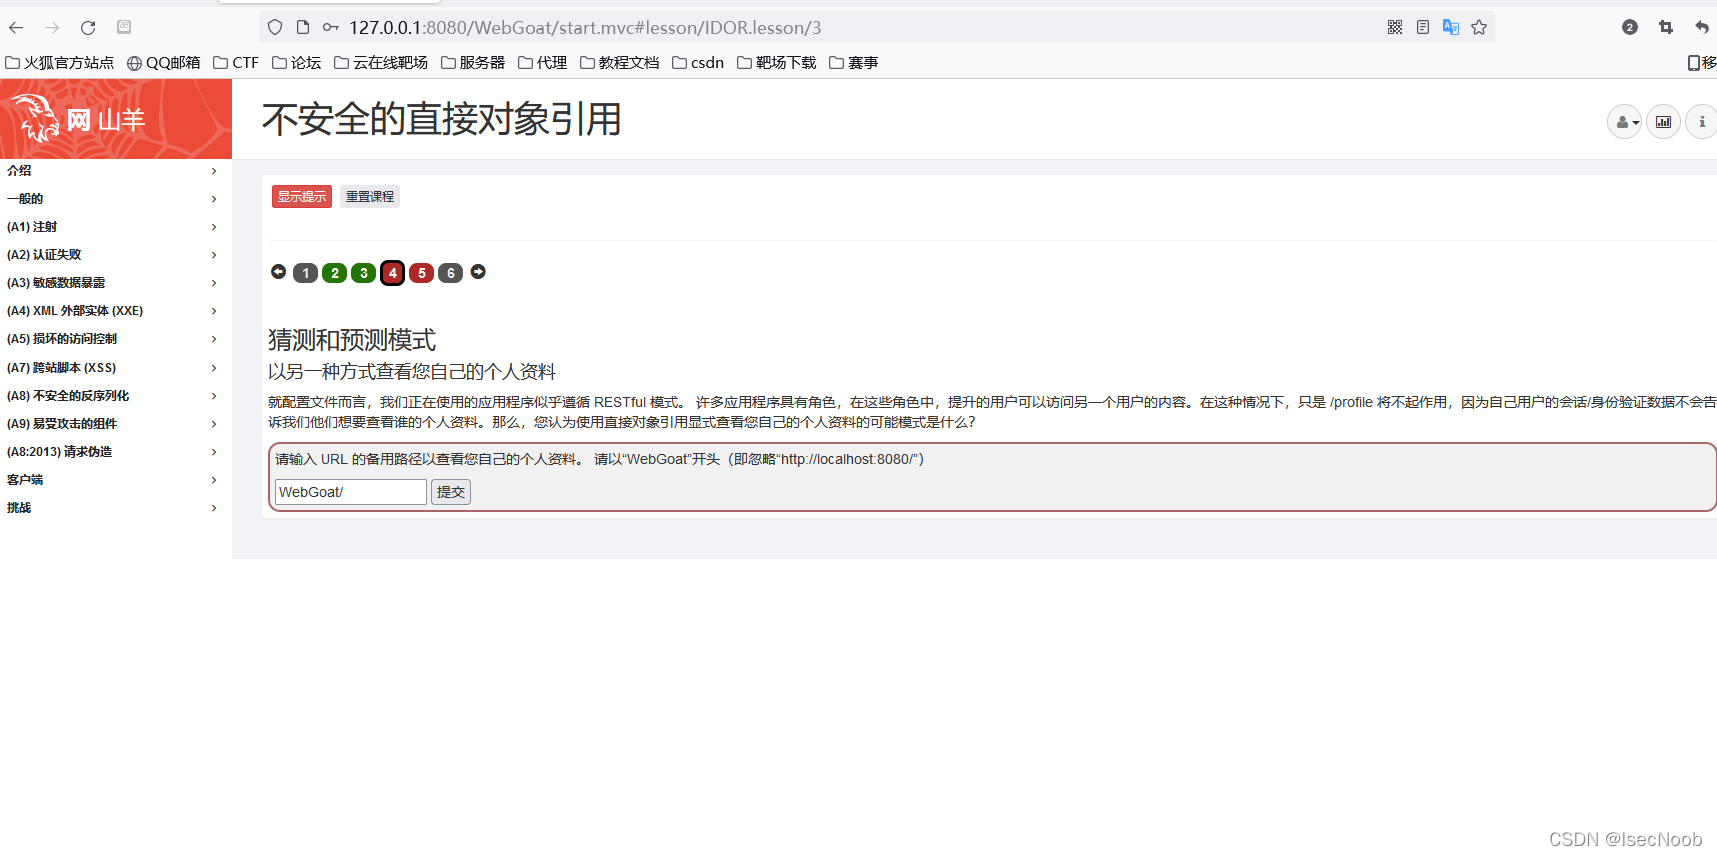 127.0.0.1:8080/WebGoat/start.mvc#lesson/IDOR.lesson/3
2
火狐官方站点 QQ邮箱 CTF 论坛 云在线靶场 服务器 代理 教程文档 csdn 靶场下载 赛事 移
网 山羊
不安全的直接对象引用
介绍
一般的
(A1) 注射
(A2) 认证失败
(A3) 敏感数据暴露
(A4) XML 外部实体 (XXE)
(A5) 损坏的访问控制
(A7) 跨站脚本 (XSS)
(A8) 不安全的反序列化
(A9) 易受攻击的组件
(A8:2013) 请求伪造
客户端
挑战
显示提示 重置课程
1 2 3 4 5 6
猜测和预测模式
以另一种方式查看您自己的个人资料
就配置文件而言，我们正在使用的应用程序似乎遵循 RESTful 模式。 许多应用程序具有角色，在这些角色中，提升的用户可以访问另一个用户的内容。在这种情况下，只是 /profile 将不起作用，因为自己用户的会话/身份验证数据不会告
诉我们他们想要查看谁的个人资料。那么，您认为使用直接对象引用显式查看您自己的个人资料的可能模式是什么？
请输入 URL 的备用路径以查看您自己的个人资料。 请以“WebGoat”开头（即忽略“http://localhost:8080/”）
WebGoat/ 提交
CSDN @IsecNoob